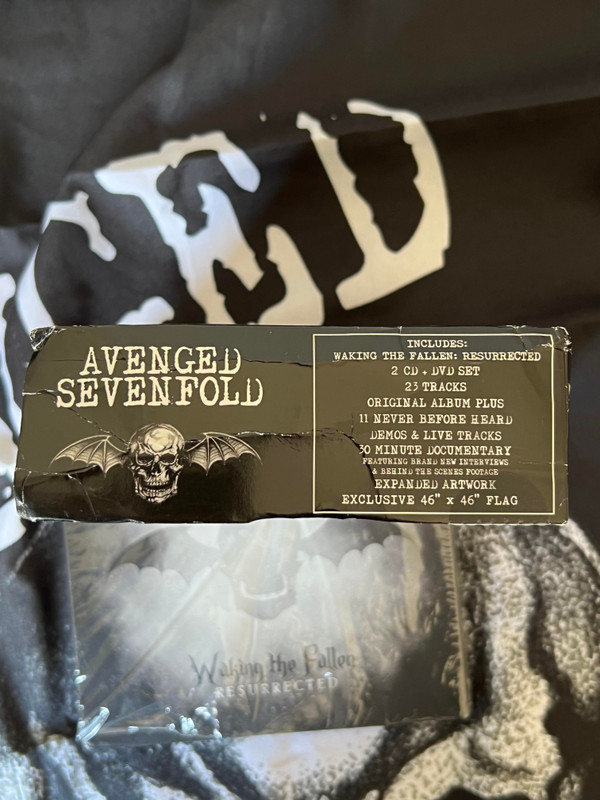 ED
AVENGED
SEVENFOLD
INCLUDES:
WAKING THE FALLEN: RESURRECTED
2 CD + DVD SET
23 TRACKS
ORIGINAL ALBUM PLUS
11 NEVER BEFORE HEARD
DEMOS & LIVE TRACKS
30 MINUTE DOCUMENTARY
FEATURING BRAND NEW INTERVIEWS
& BEHIND THE SCENES FOOTAGE
EXPANDED ARTWORK
EXCLUSIVE 46" x 46" FLAG
Waking the Fallen
RESURRECTED